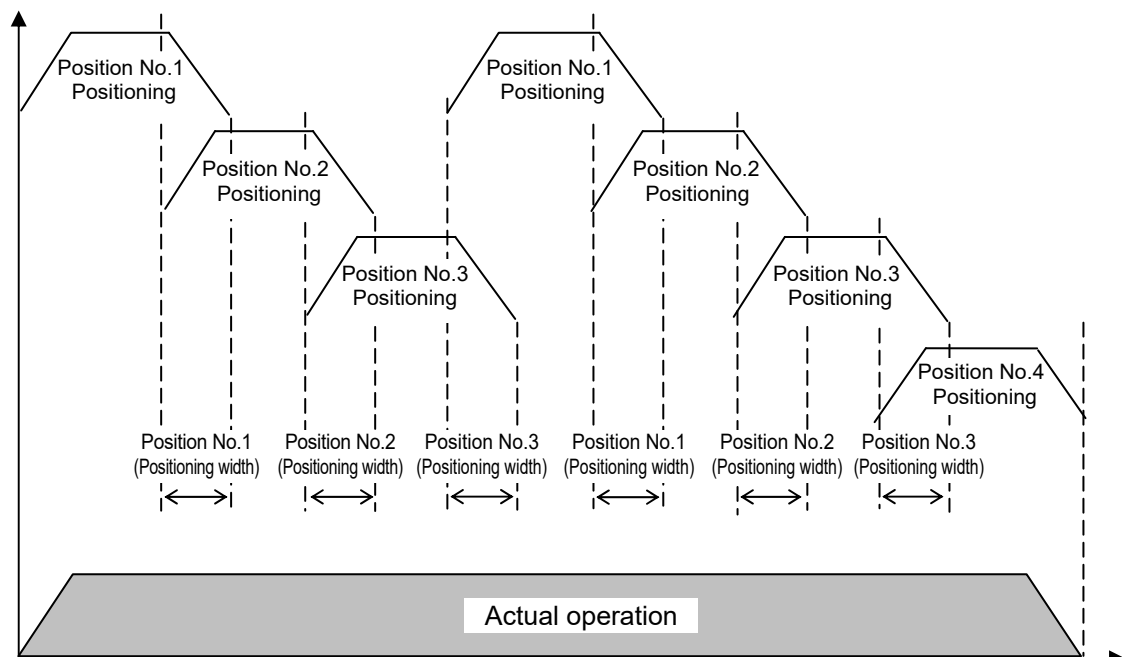 Position No.1
Positioning
Position No.1
Positioning
Position No.2
Positioning
Position No.2
Positioning
Position No.3
Positioning
Position No.3
Positioning
Position No.4
Positioning
Position No.1
(Positioning width)
Position No.2
(Positioning width)
Position No.3
(Positioning width)
Position No.1
(Positioning width)
Position No.2
(Positioning width)
Position No.3
(Positioning width)
Actual operation